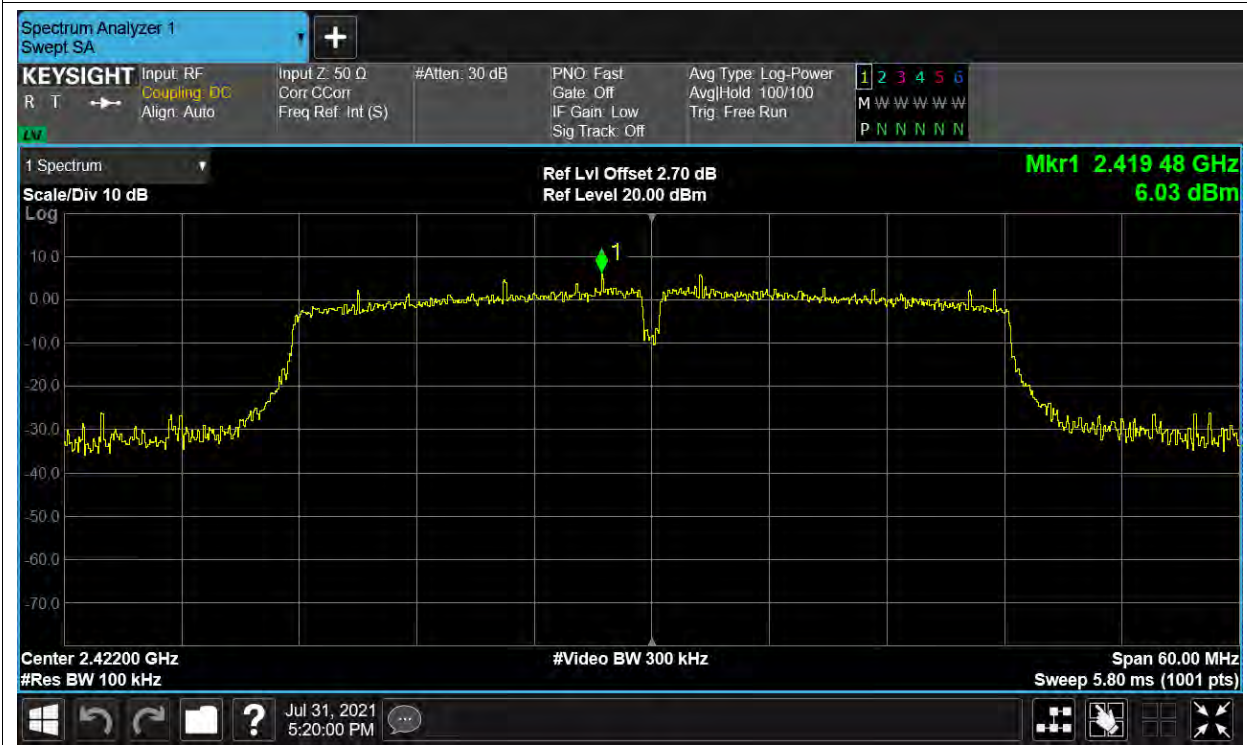 Spectrum Analyzer 1
Swept SA
+
KEYSIGHT Input: RF Input Z: 50 Ω #Atten: 30 dB PNO: Fast Avg Type: Log-Power 1 2 3 4 5 6
R T Coupling: DC Corr CCorr Gate: Off Avg|Hold: 100/100 M W W W W W
Align: Auto Freq Ref: Int (S) IF Gain: Low Trig: Free Run
LV Sig Track: Off P N N N N N
1 Spectrum Ref Lvl Offset 2.70 dB Mkr1 2.419 48 GHz
Scale/Div 10 dB Ref Level 20.00 dBm 6.03 dBm
Log
10.0
1
0.00
-10.0
-20.0
-30.0
-40.0
-50.0
-60.0
-70.0
Center 2.42200 GHz #Video BW 300 kHz Span 60.00 MHz
#Res BW 100 kHz Sweep 5.80 ms (1001 pts)
? Jul 31, 2021
5:20:00 PM